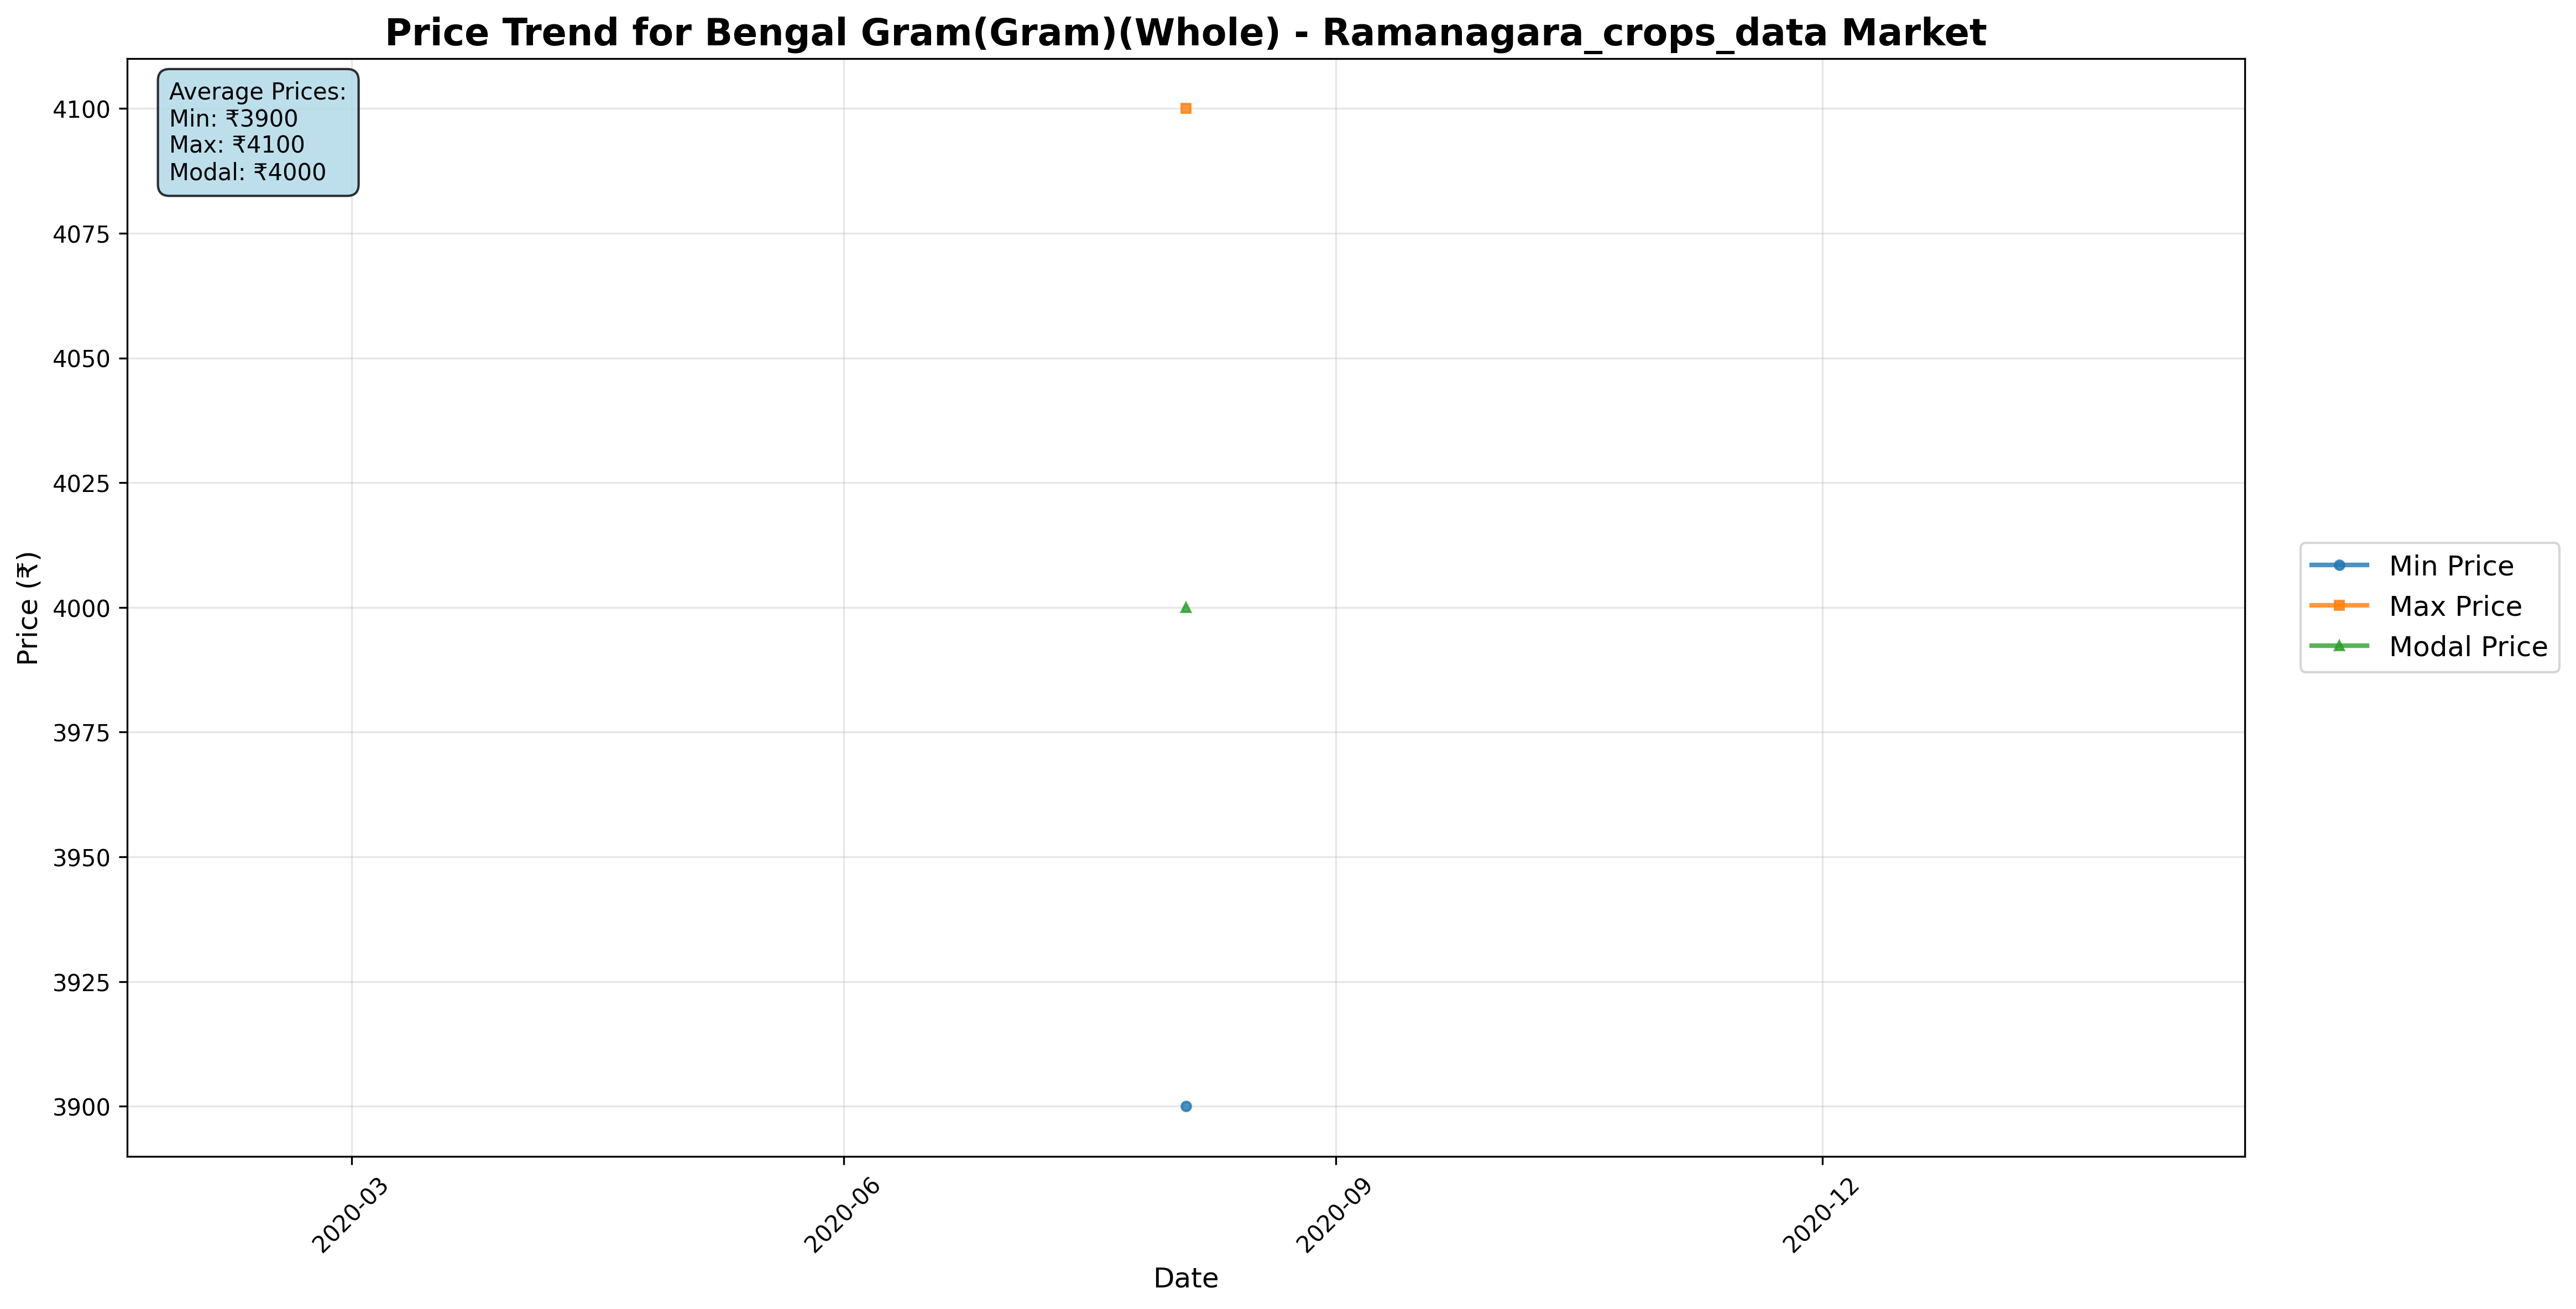 Price Trend for Bengal Gram(Gram)(Whole) - Ramanagara_crops_data Market
Average Prices:
Min: ₹3900
Max: ₹4100
Modal: ₹4000
4100
4075
4050
4025
4000
3975
3950
3925
3900
Price (₹)
2020-03
2020-06
2020-09
2020-12
Date
Min Price
Max Price
Modal Price